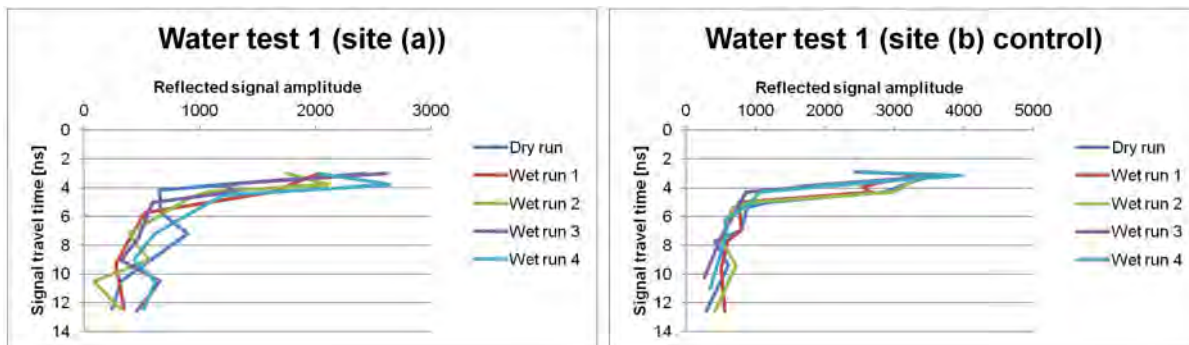 Water test 1 (site (a))
Reflected signal amplitude
0 1000 2000 3000
Signal travel time [ns]
0
2
4
6
8
10
12
14
Dry run
Wet run 1
Wet run 2
Wet run 3
Wet run 4
Water test 1 (site (b) control)
Reflected signal amplitude
0 1000 2000 3000 4000 5000
Signal travel time [ns]
0
2
4
6
8
10
12
14
Dry run
Wet run 1
Wet run 2
Wet run 3
Wet run 4